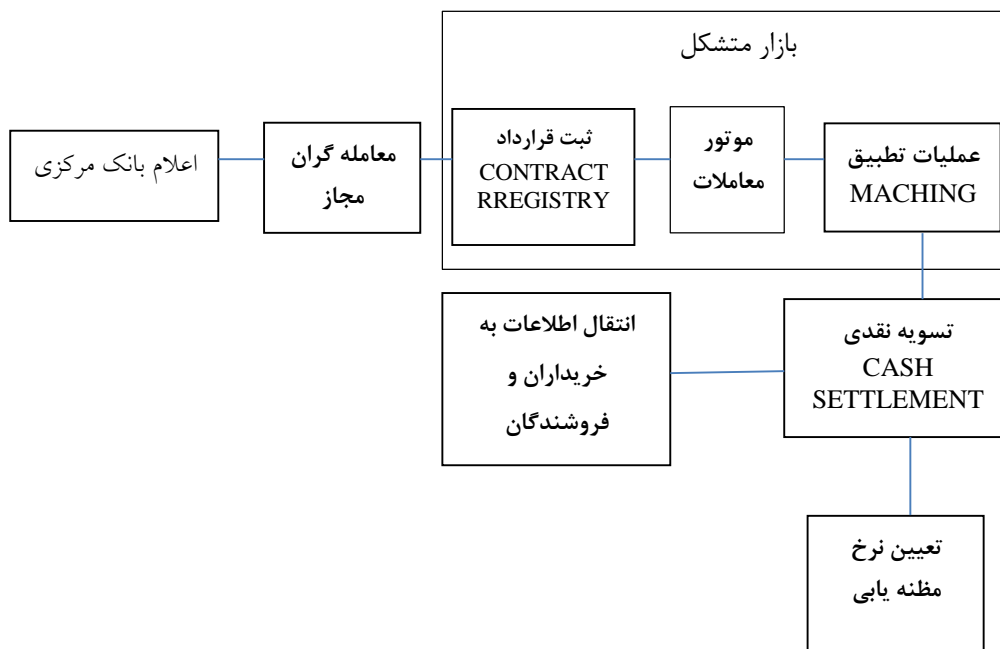 بازار متشکل
اعلام بانک مرکزی
معامله گران
مجاز
ثبت قرارداد
CONTRACT
RREGISTRY
موتور
معاملات
عملیات تطبیق
MACHING
تسویه نقدی
CASH
SETTLEMENT
انتقال اطلاعات به
خریداران و
فروشندگان
تعیین نرخ
مظنه یابی